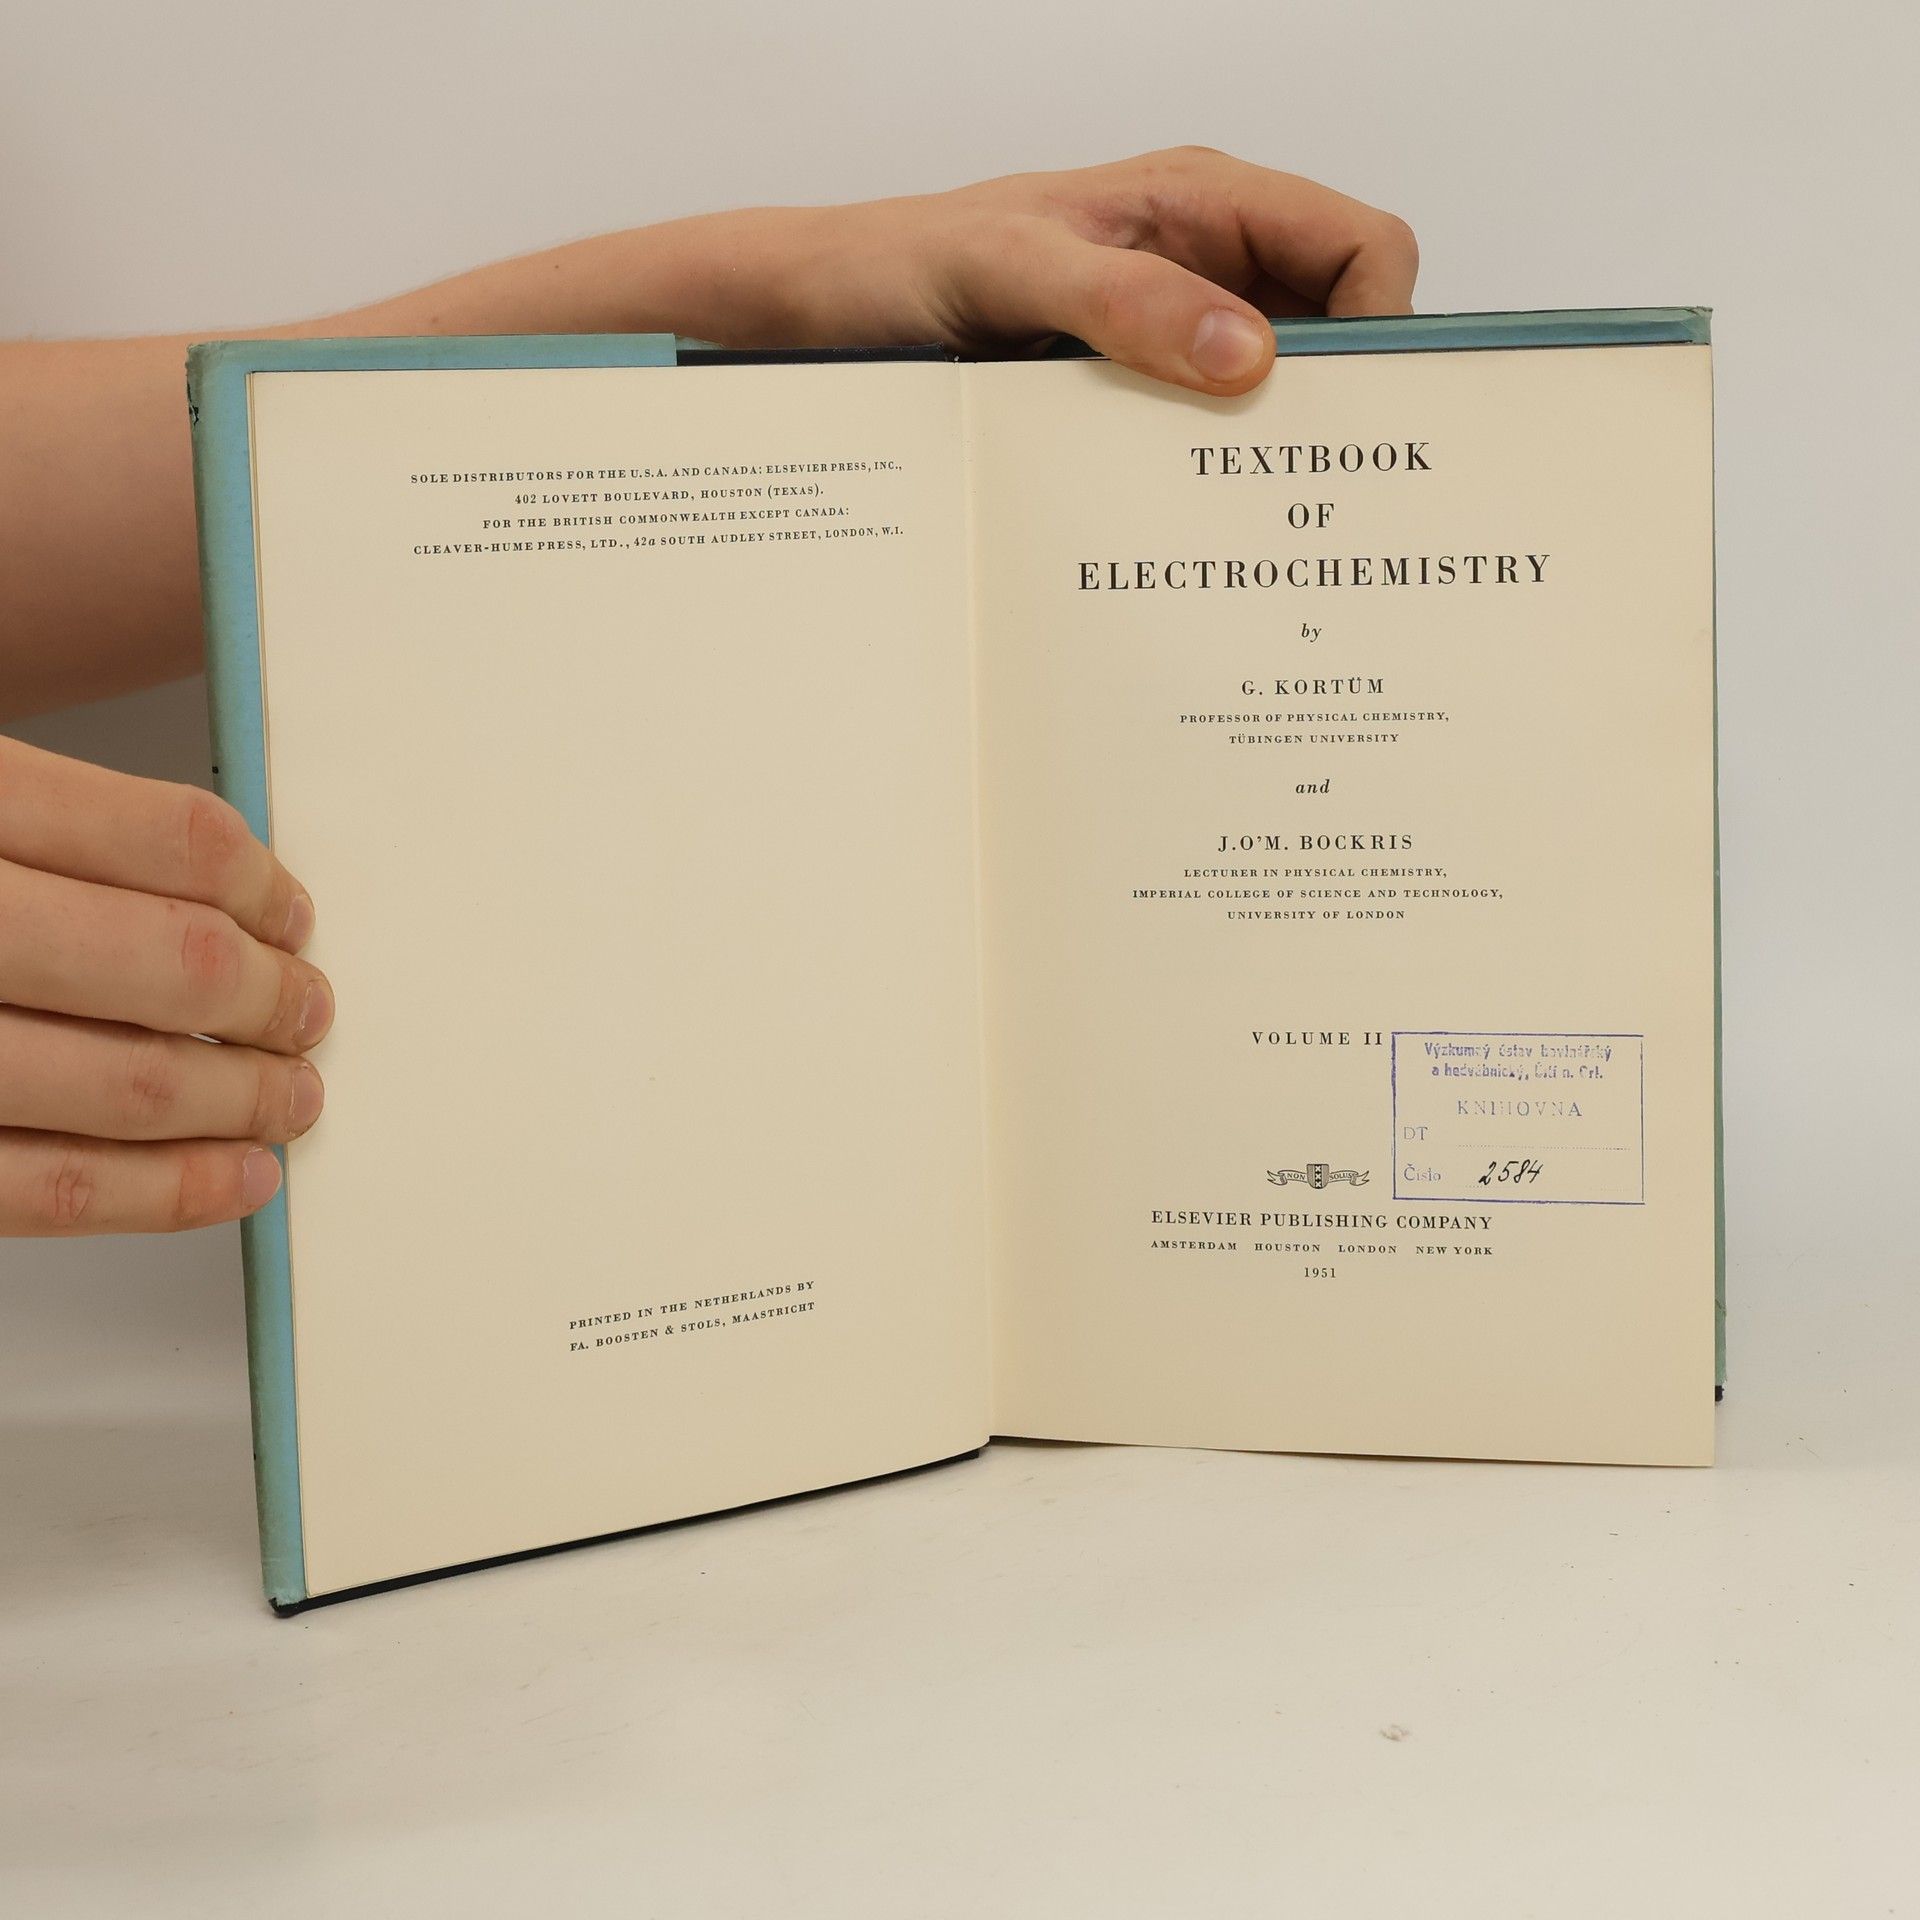 SOLE DISTRIBUTORS FOR THE U.S.A. AND CANADA: ELSEVIER PRESS, INC.,
402 LOVETT BOULEVARD, HOUSTON (TEXAS).
FOR THE BRITISH COMMONWEALTH EXCEPT CANADA:
CLEAVER-HUME PRESS, LTD., 42a SOUTH AUDLEY STREET, LONDON, W.I.
PRINTED IN THE NETHERLANDS BY
FA. BOOSTEN & STOLS, MAASTRICHT
TEXTBOOK
OF
ELECTROCHEMISTRY
by
G. KORTÜM
PROFESSOR OF PHYSICAL CHEMISTRY,
TÜBINGEN UNIVERSITY
and
J.O'M. BOCKRIS
LECTURER IN PHYSICAL CHEMISTRY,
IMPERIAL COLLEGE OF SCIENCE AND TECHNOLOGY,
UNIVERSITY OF LONDON
VOLUME II
Výzkumný ústav bavlnářský
a hedvábnický, Ústí n. Orl.
KNIHOVNA
DT
Číslo 2584
NON SOLUS
ELSEVIER PUBLISHING COMPANY
AMSTERDAM HOUSTON LONDON NEW YORK
1951